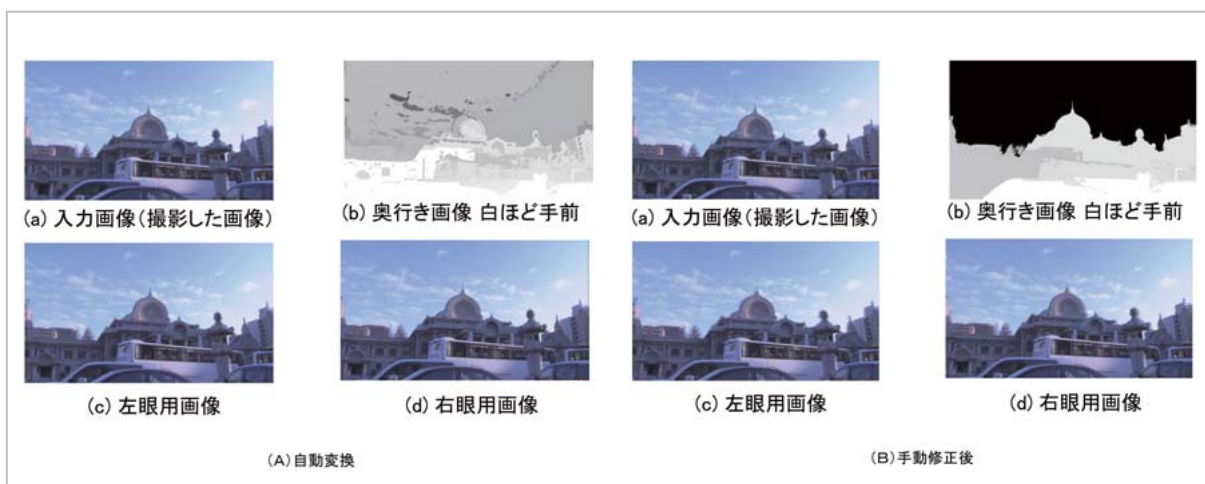 (a) 入力画像(撮影した画像)
(b) 奥行き画像 白ほど手前
(c) 左眼用画像
(d) 右眼用画像
(A)自動変換
(a) 入力画像(撮影した画像)
(b) 奥行き画像 白ほど手前
(c) 左眼用画像
(d) 右眼用画像
(B)手動修正後